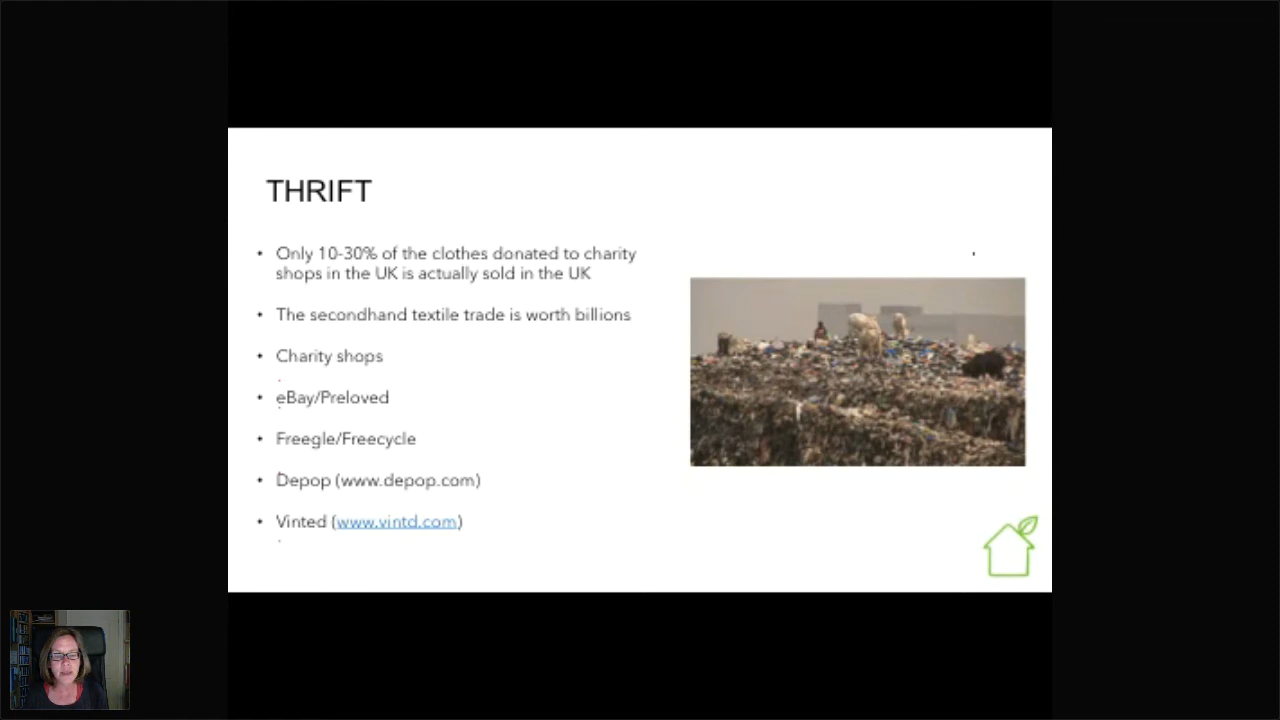 THRIFT
• Only 10-30% of the clothes donated to charity
shops in the UK is actually sold in the UK
• The secondhand textile trade is worth billions
• Charity shops
• eBay/Preloved
• Freegle/Freecycle
• Depop (www.depop.com)
• Vinted (www.vintd.com)